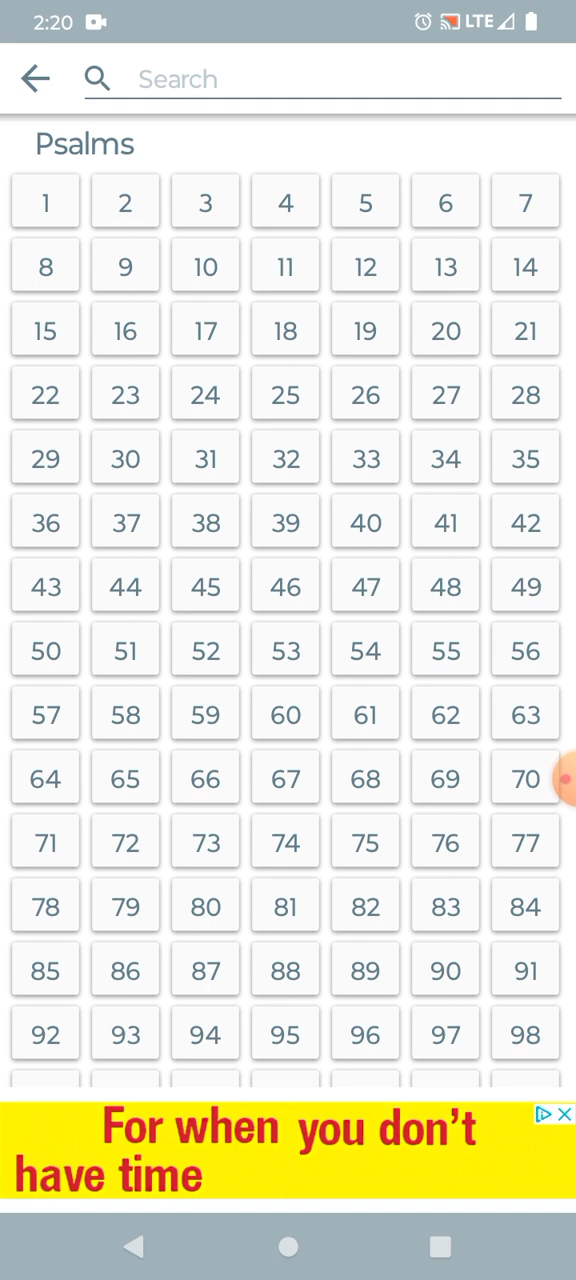 2:20 LTE
Search
Psalms
1 2 3 4 5 6 7
8 9 10 11 12 13 14
15 16 17 18 19 20 21
22 23 24 25 26 27 28
29 30 31 32 33 34 35
36 37 38 39 40 41 42
43 44 45 46 47 48 49
50 51 52 53 54 55 56
57 58 59 60 61 62 63
64 65 66 67 68 69 70
71 72 73 74 75 76 77
78 79 80 81 82 83 84
85 86 87 88 89 90 91
92 93 94 95 96 97 98
For when you don't
have time